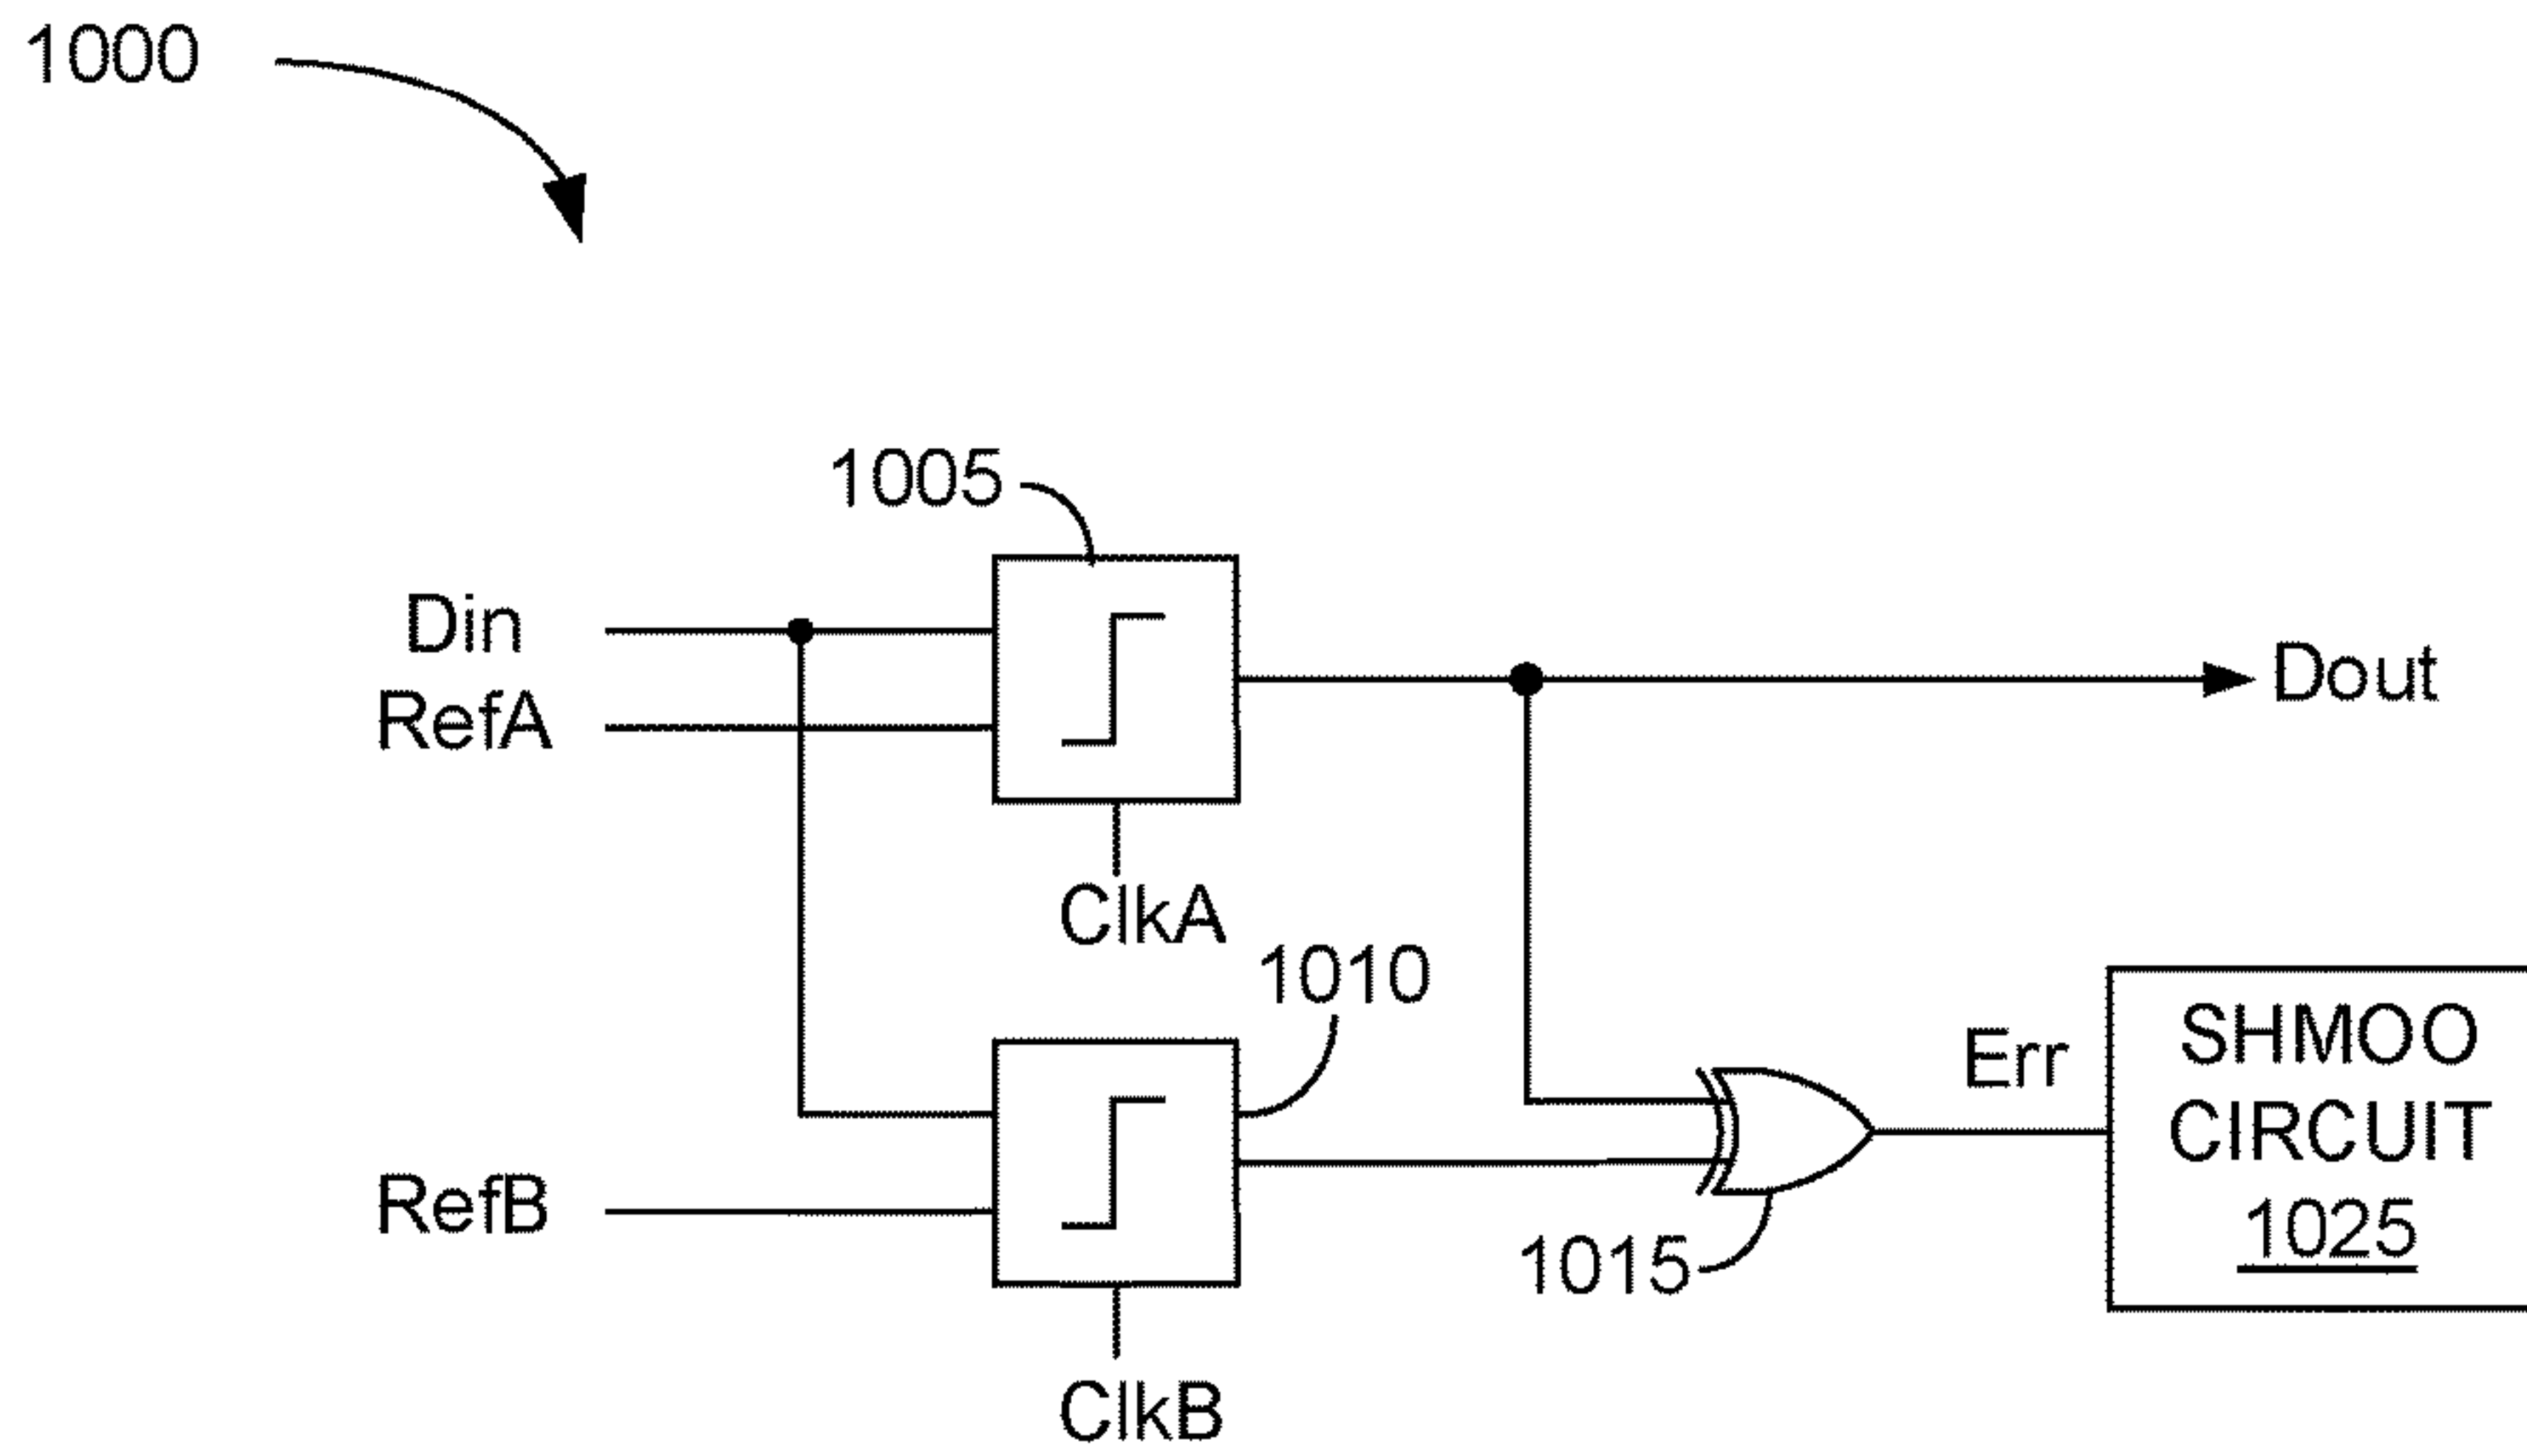 1000
1005
Din
RefA
Dout
ClkA
1010
RefB
Err
SHMOO
CIRCUIT
1025
1015
ClkB